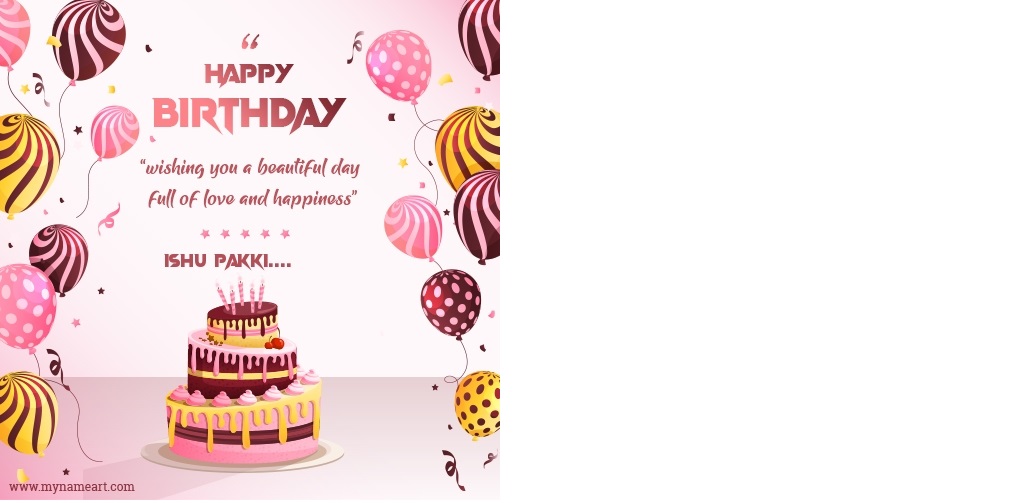 “
HAPPY
BIRTHDAY
“wishing you a beautiful day
full of love and happiness”
ISHU PAKKI....
www.mynameart.com